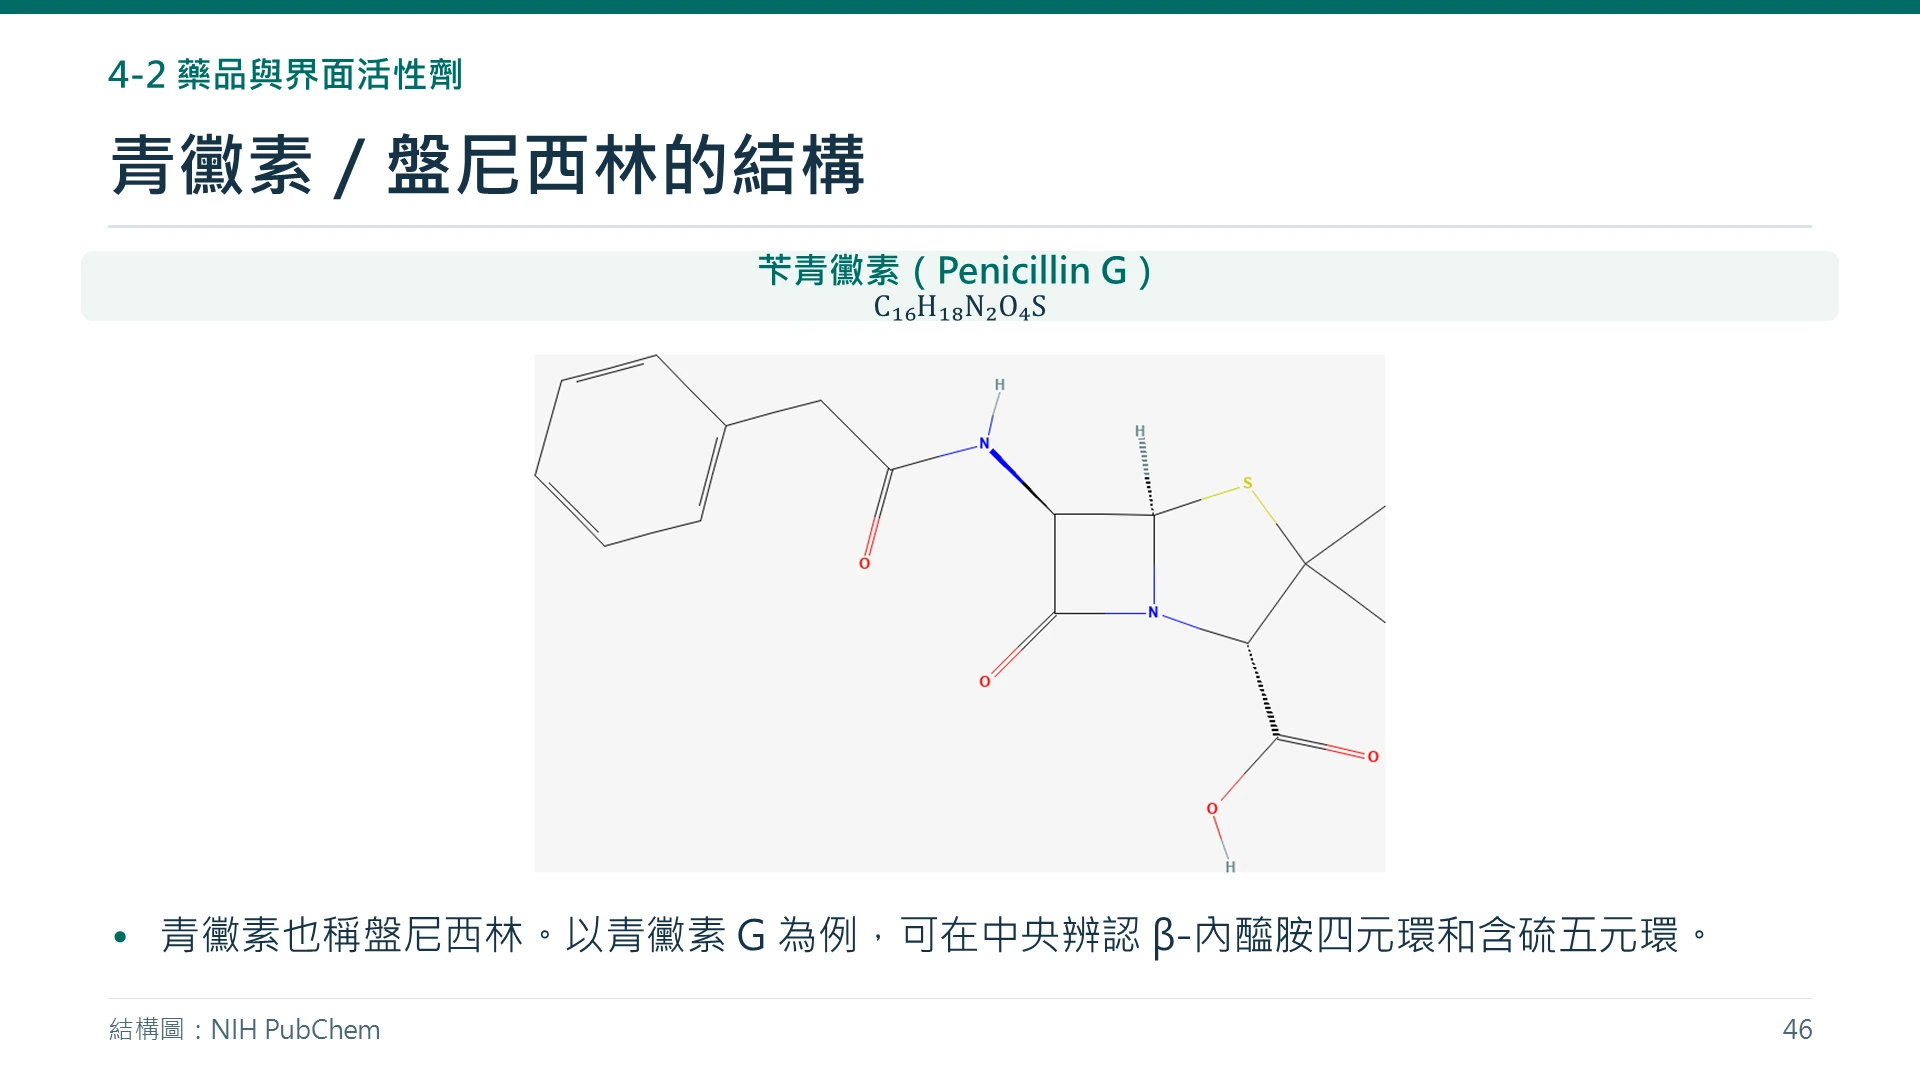 4-2 藥品與界面活性劑
青黴素 / 盤尼西林的結構
苄青黴素（Penicillin G）
C₁₆H₁₈N₂O₄S
H
N
H
S
O
N
O
O
O
H
• 青黴素也稱盤尼西林。以青黴素 G 為例，可在中央辨認 β-內醯胺四元環和含硫五元環。
結構圖：NIH PubChem
46